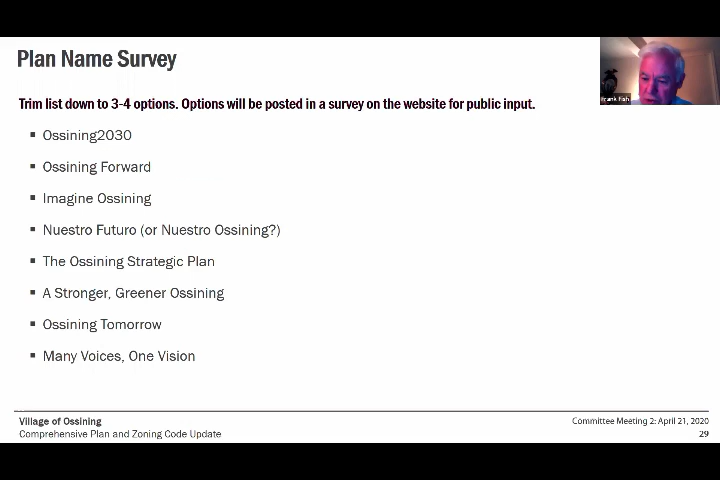 Plan Name Survey
Trim list down to 3-4 options. Options will be posted in a survey on the website for public input.
▪ Ossining2030
▪ Ossining Forward
▪ Imagine Ossining
▪ Nuestro Futuro (or Nuestro Ossining?)
▪ The Ossining Strategic Plan
▪ A Stronger, Greener Ossining
▪ Ossining Tomorrow
▪ Many Voices, One Vision
Frank Fish
Village of Ossining
Comprehensive Plan and Zoning Code Update
Committee Meeting 2: April 21, 2020
29